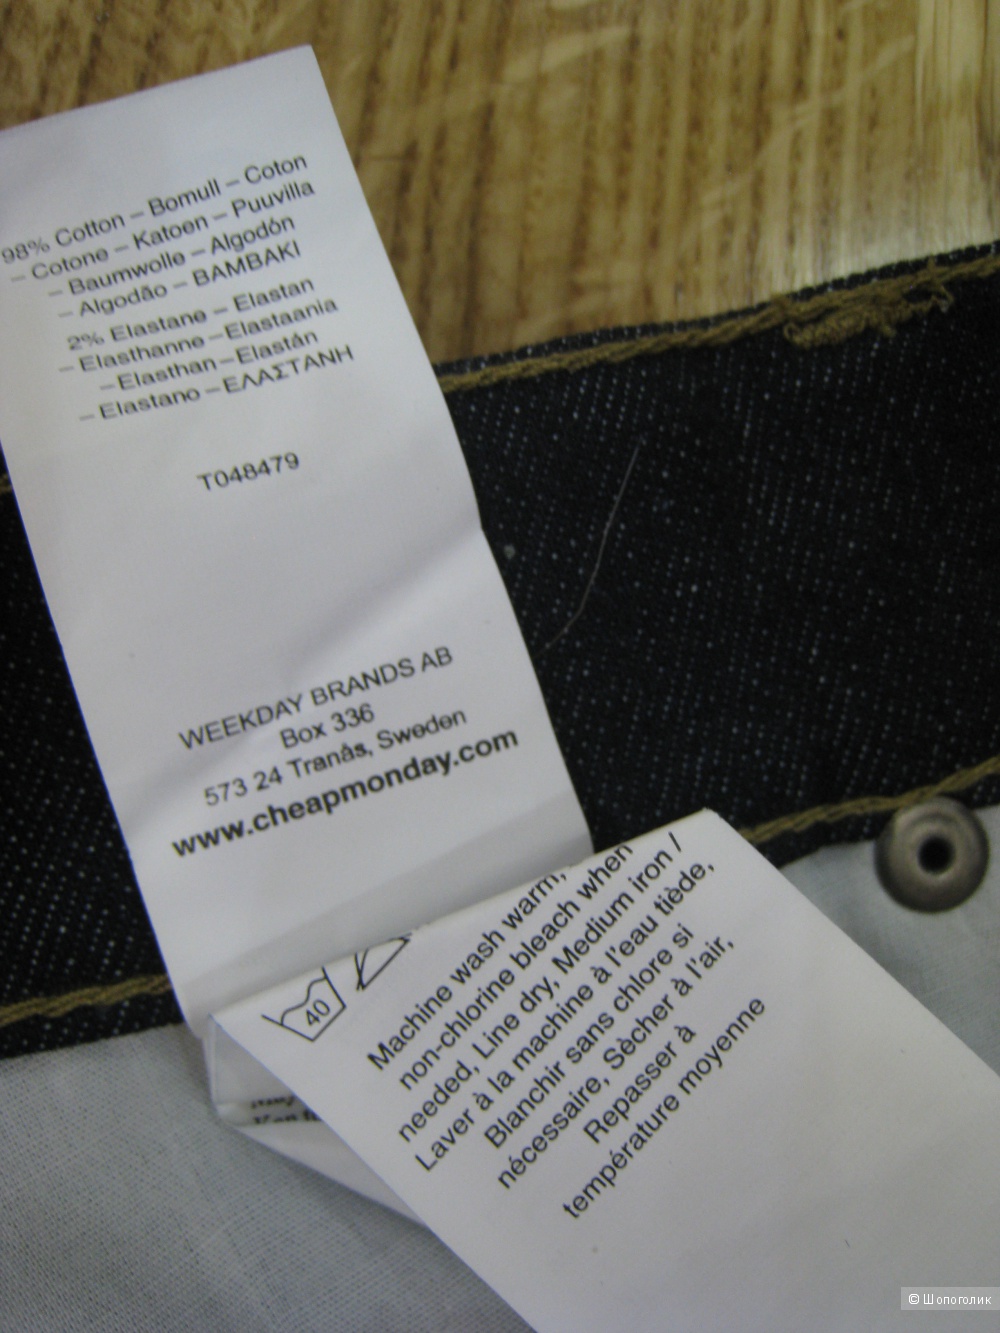 98% Cotton – Bomull – Coton
– Cotone – Katoen – Puuvilla
– Baumwolle – Algodón
– Algodão – BAMBAKI
2% Elastane – Elastan
– Elasthanne – Elastaania
– Elasthan – Elastán
– Elastano – ΕΛΑΣΤΑΝΗ
T048479
WEEKDAY BRANDS AB
Box 336
573 24 Tranås, Sweden
www.cheapmonday.com
40
Machine wash warm,
non-chlorine bleach when
needed, Line dry, Medium iron /
Laver à la machine à l'eau tiède,
Blanchir sans chlore si
nécessaire, Sècher à l'air,
Repasser à
température moyenne
© Шопоголик